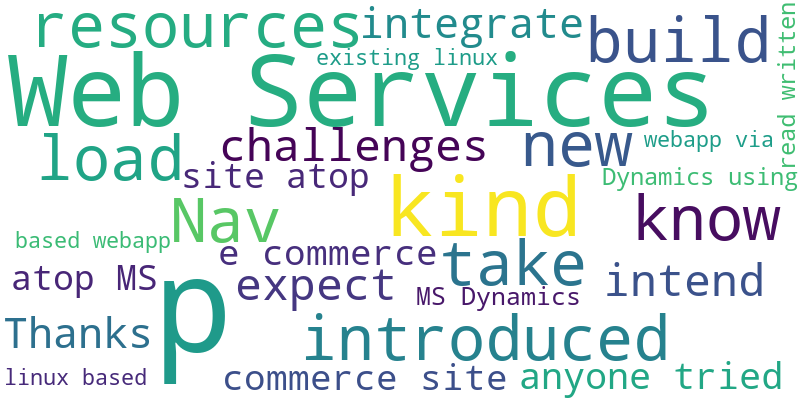 resources
integrate
build
read written
existing linux
Web Services
load
challenges
new
webapp via
site atop
kind
Dynamics using
Nav
know
based webapp
e commerce
take
atop MS
p
expect
MS Dynamics
intend
Thanks
introduced
linux based
commerce site
anyone tried